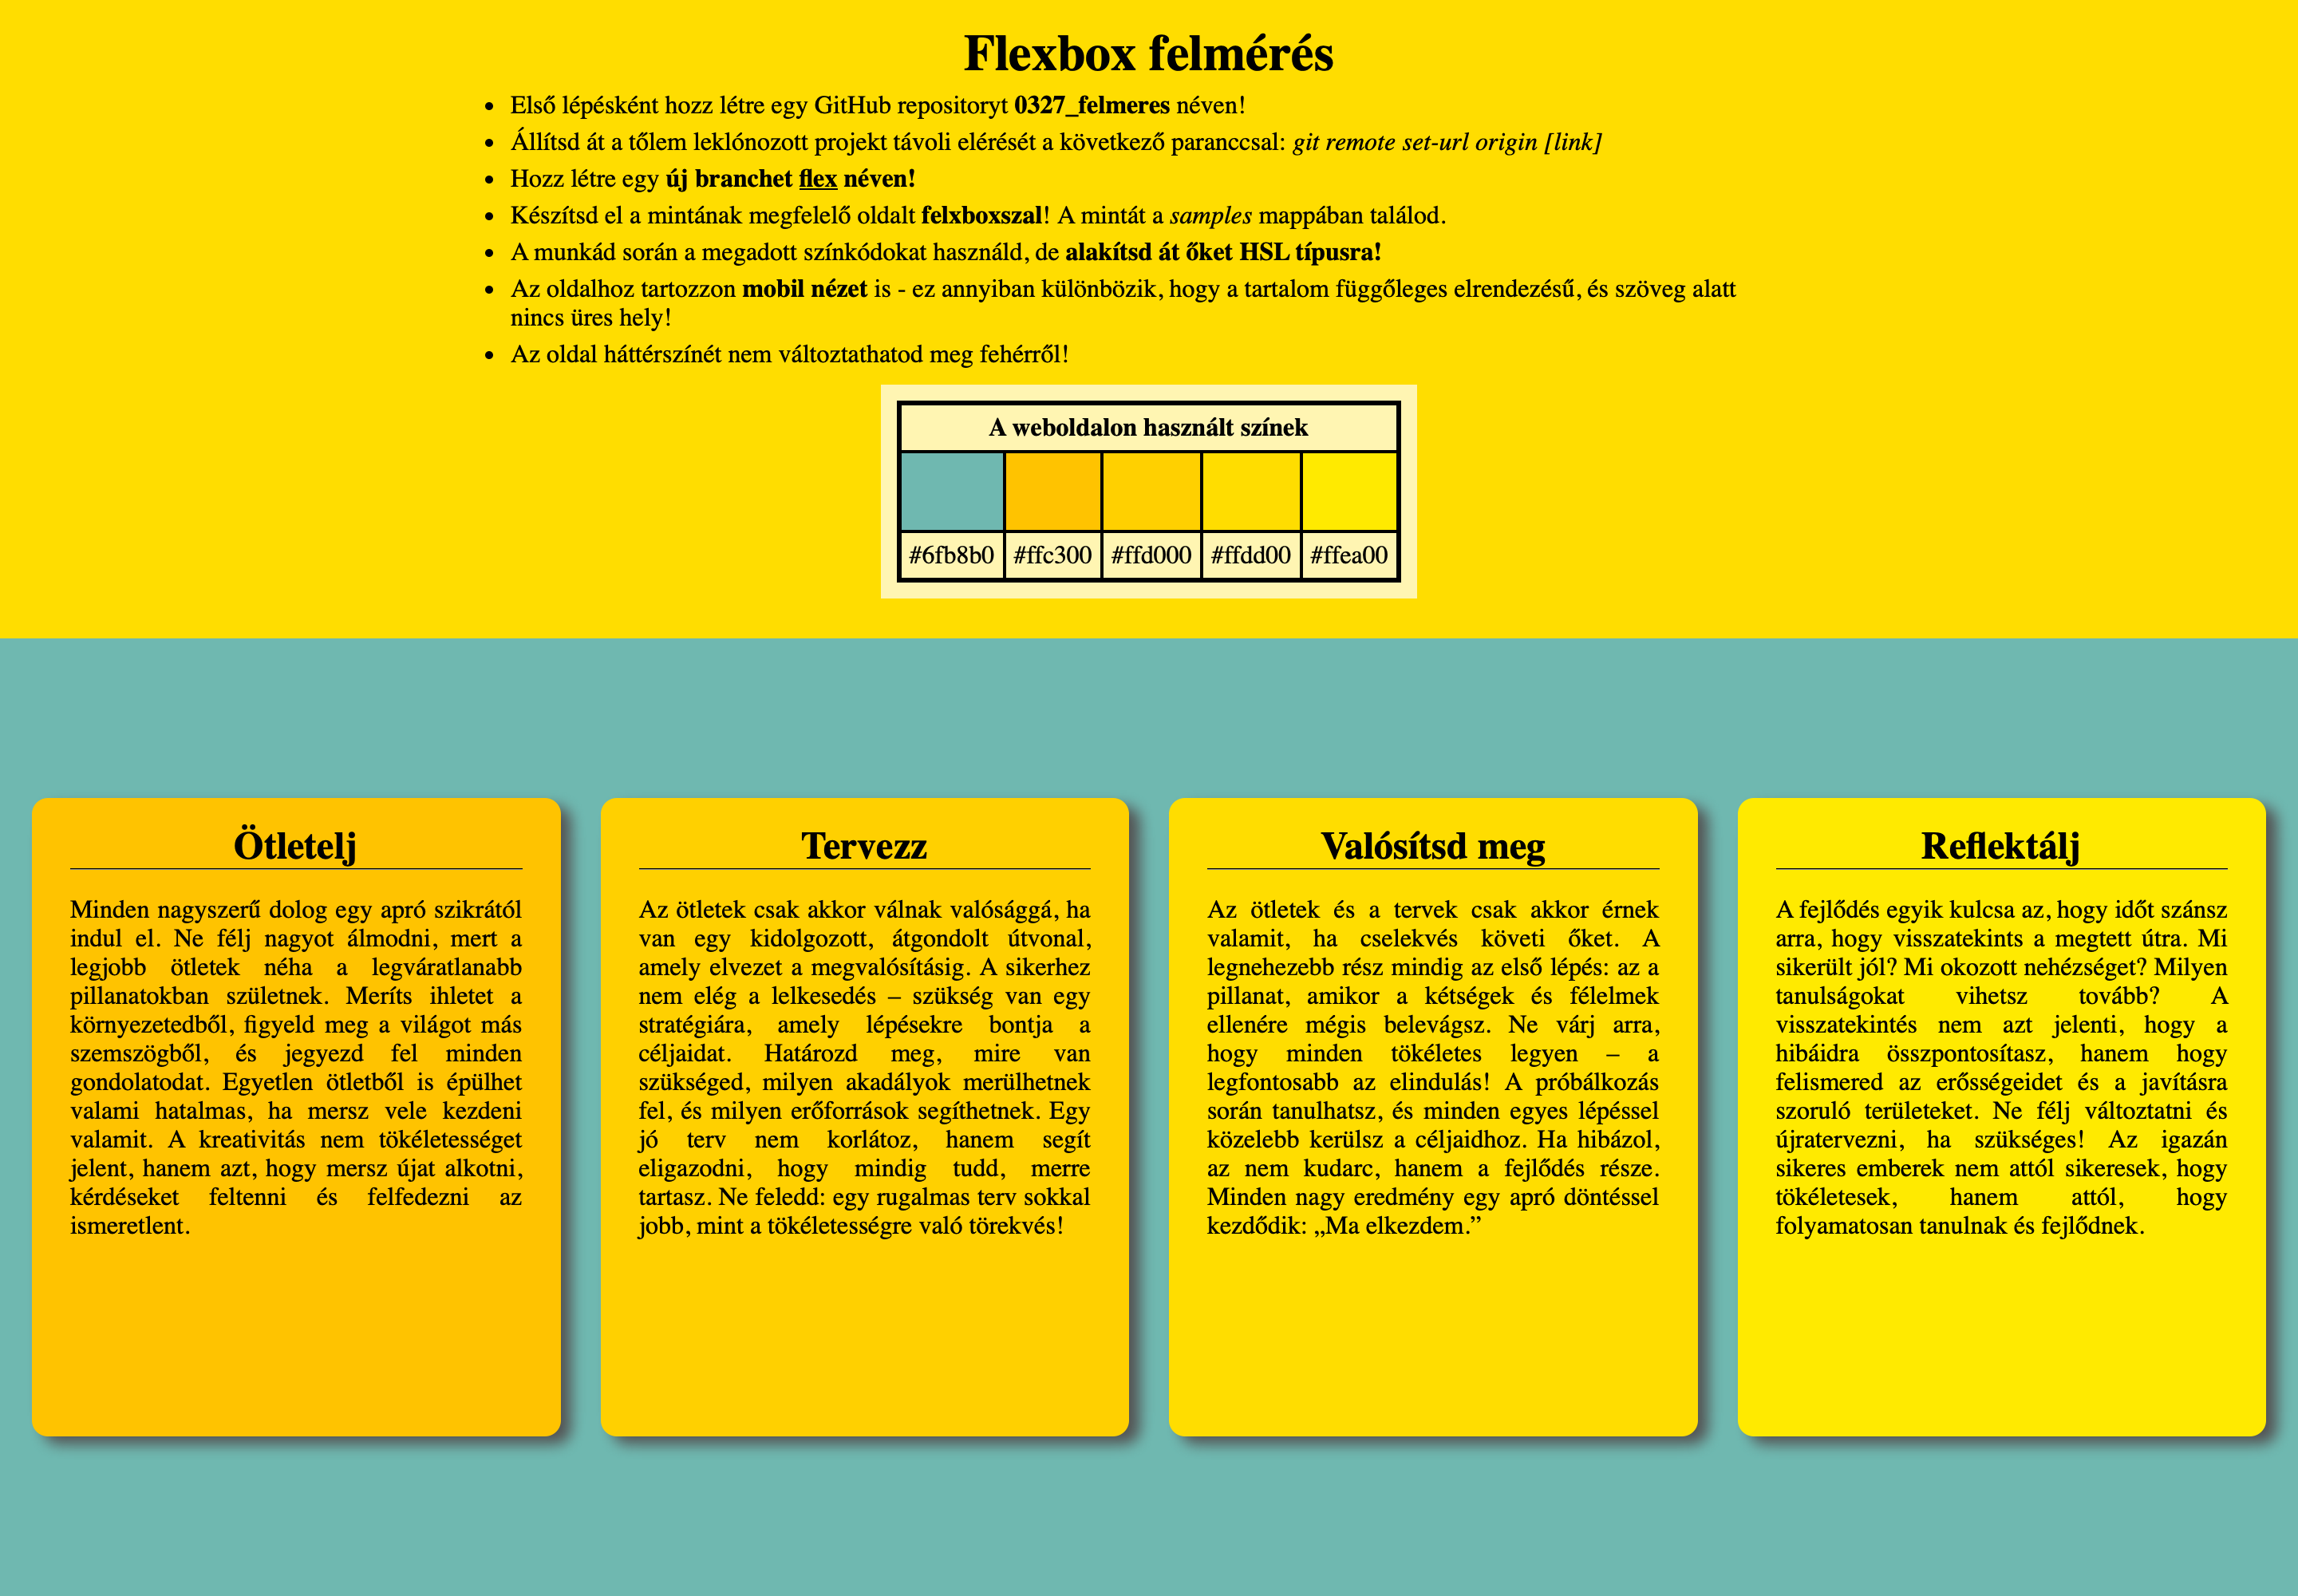 Flexbox felmérés
• Első lépésként hozz létre egy GitHub repositoryt 0327_felmeres néven!
• Állítsd át a tőlem leklónozott projekt távoli elérését a következő paranccsal: git remote set-url origin [link]
• Hozz létre egy új branchet flex néven!
• Készítsd el a mintának megfelelő oldalt felxboxszal! A mintát a samples mappában találod.
• A munkád során a megadott színkódokat használd, de alakítsd át őket HSL típusra!
• Az oldalhoz tartozzon mobil nézet is - ez annyiban különbözik, hogy a tartalom függőleges elrendezésű, és szöveg alatt
nincs üres hely!
• Az oldal háttérszínét nem változtathatod meg fehérről!
A weboldalon használt színek
#6fb8b0 #ffc300 #ffd000 #ffdd00 #ffea00
Ötletelj
Minden nagyszerű dolog egy apró szikrától
indul el. Ne félj nagyot álmodni, mert a
legjobb ötletek néha a legváratlanabb
pillanatokban születnek. Meríts ihletet a
környezetedből, figyeld meg a világot más
szemszögből, és jegyezd fel minden
gondolatodat. Egyetlen ötletből is épülhet
valami hatalmas, ha mersz vele kezdeni
valamit. A kreativitás nem tökéletességet
jelent, hanem azt, hogy mersz újat alkotni,
kérdéseket feltenni és felfedezni az
ismeretlent.
Tervezz
Az ötletek csak akkor válnak valósággá, ha
van egy kidolgozott, átgondolt útvonal,
amely elvezet a megvalósításig. A sikerhez
nem elég a lelkesedés – szükség van egy
stratégiára, amely lépésekre bontja a
céljaidat. Határozd meg, mire van
szükséged, milyen akadályok merülhetnek
fel, és milyen erőforrások segíthetnek. Egy
jó terv nem korlátoz, hanem segít
eligazodni, hogy mindig tudd, merre
tartasz. Ne feledd: egy rugalmas terv sokkal
jobb, mint a tökéletességre való törekvés!
Valósítsd meg
Az ötletek és a tervek csak akkor érnek
valamit, ha cselekvés követi őket. A
legnehezebb rész mindig az első lépés: az a
pillanat, amikor a kétségek és félelmek
ellenére mégis belevágsz. Ne várj arra,
hogy minden tökéletes legyen – a
legfontosabb az elindulás! A próbálkozás
során tanulhatsz, és minden egyes lépéssel
közelebb kerülsz a céljaidhoz. Ha hibázol,
az nem kudarc, hanem a fejlődés része.
Minden nagy eredmény egy apró döntéssel
kezdődik: „Ma elkezdem.”
Reflektálj
A fejlődés egyik kulcsa az, hogy időt szánsz
arra, hogy visszatekints a megtett útra. Mi
sikerült jól? Mi okozott nehézséget? Milyen
tanulságokat vihetsz tovább? A
visszatekintés nem azt jelenti, hogy a
hibáidra összpontosítasz, hanem hogy
felismered az erősségeidet és a javításra
szoruló területeket. Ne félj változtatni és
újratervezni, ha szükséges! Az igazán
sikeres emberek nem attól sikeresek, hogy
tökéletesek, hanem attól, hogy
folyamatosan tanulnak és fejlődnek.